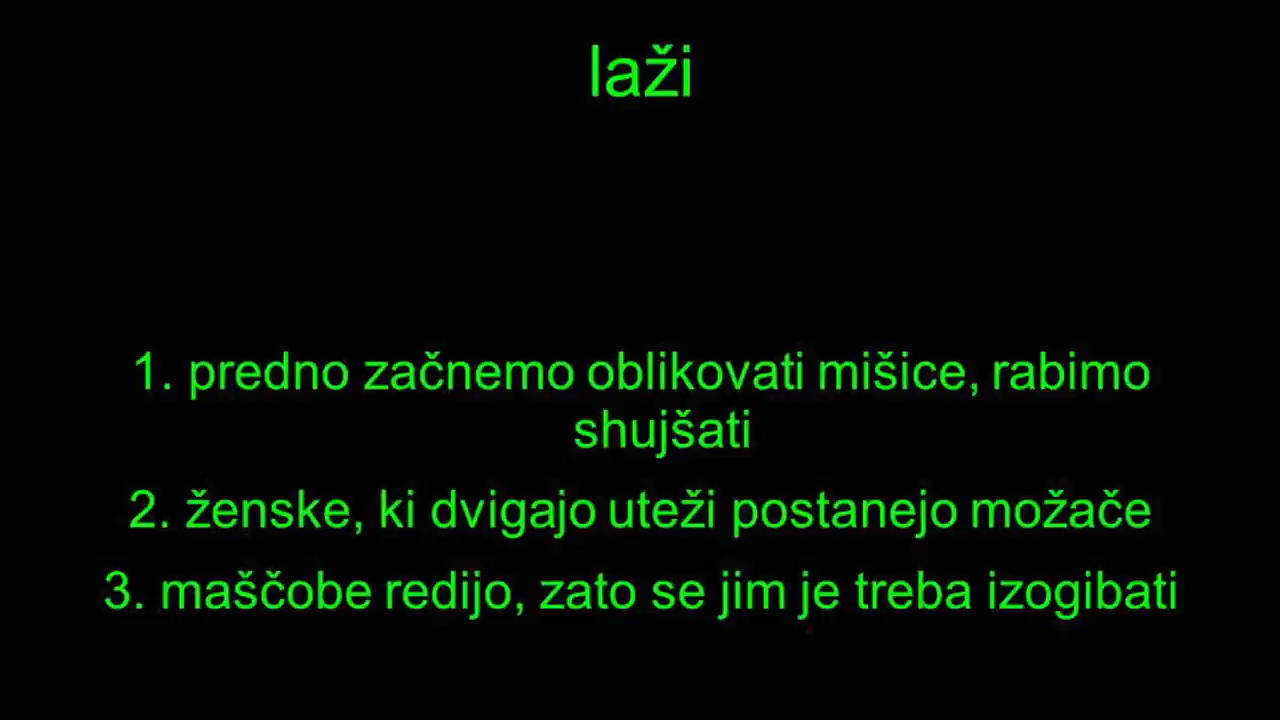 laži
1. predno začnemo oblikovati mišice, rabimo
shujšati
2. ženske, ki dvigajo uteži postanejo možače
3. maščobe redijo, zato se jim je treba izogibati